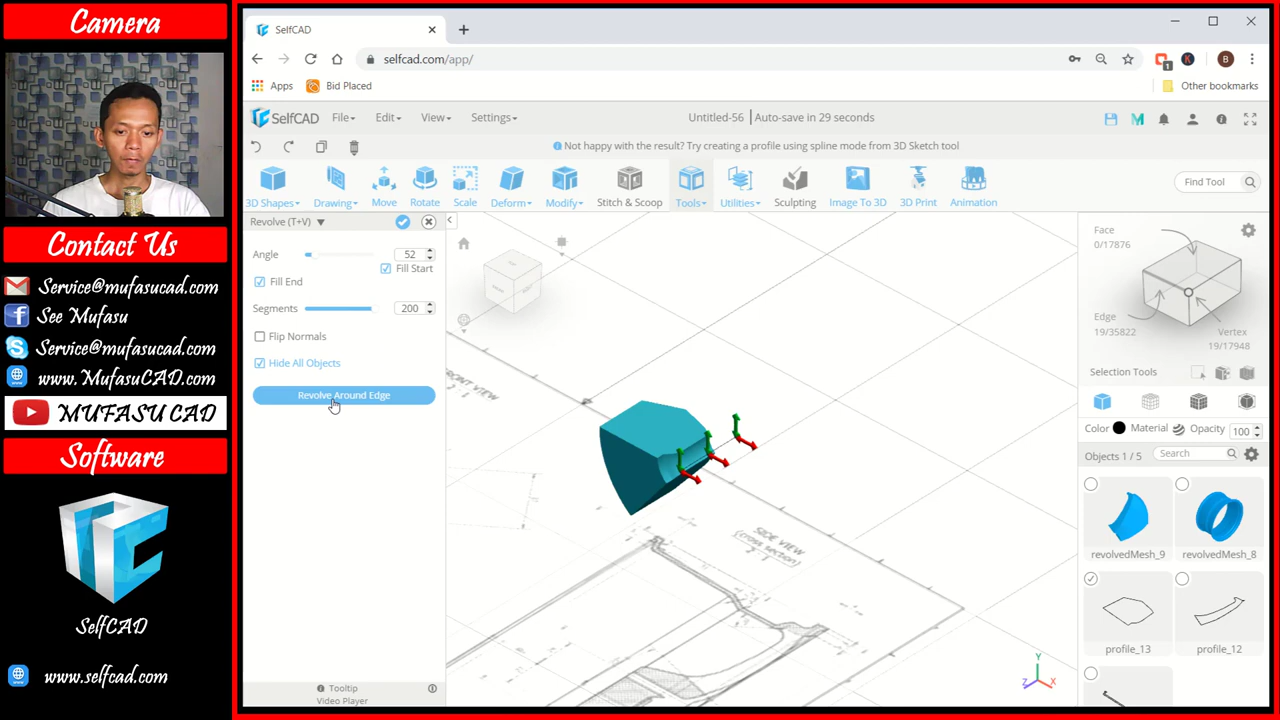 Camera
Contact Us
Service@mufasucad.com
See Mufasu
Service@mufasucad.com
www.MufasuCAD.com
MUFASU CAD
Software
SelfCAD
www.selfcad.com
SelfCAD
selfcad.com/app/
Apps
Bid Placed
Other bookmarks
SelfCAD
File
Edit
View
Settings
Untitled-56
Auto-save in 29 seconds
Not happy with the result? Try creating a profile using spline mode from 3D Sketch tool
3D Shapes
Drawing
Move
Rotate
Scale
Deform
Modify
Stitch & Scoop
Tools
Utilities
Sculpting
Image To 3D
3D Print
Animation
Find Tool
Revolve (T+V)
Angle
52
Fill Start
Fill End
Segments
200
Flip Normals
Hide All Objects
Revolve Around Edge
FRONT VIEW
2 : 1
SIDE VIEW
(cross section)
2 : 1
Y
Z
X
Face
0/17876
Edge
19/35822
Vertex
19/17948
Selection Tools
Color
Material
Opacity
100
Objects 1 / 5
Search
revolvedMesh_9
revolvedMesh_8
profile_13
profile_12
Tooltip
Video Player